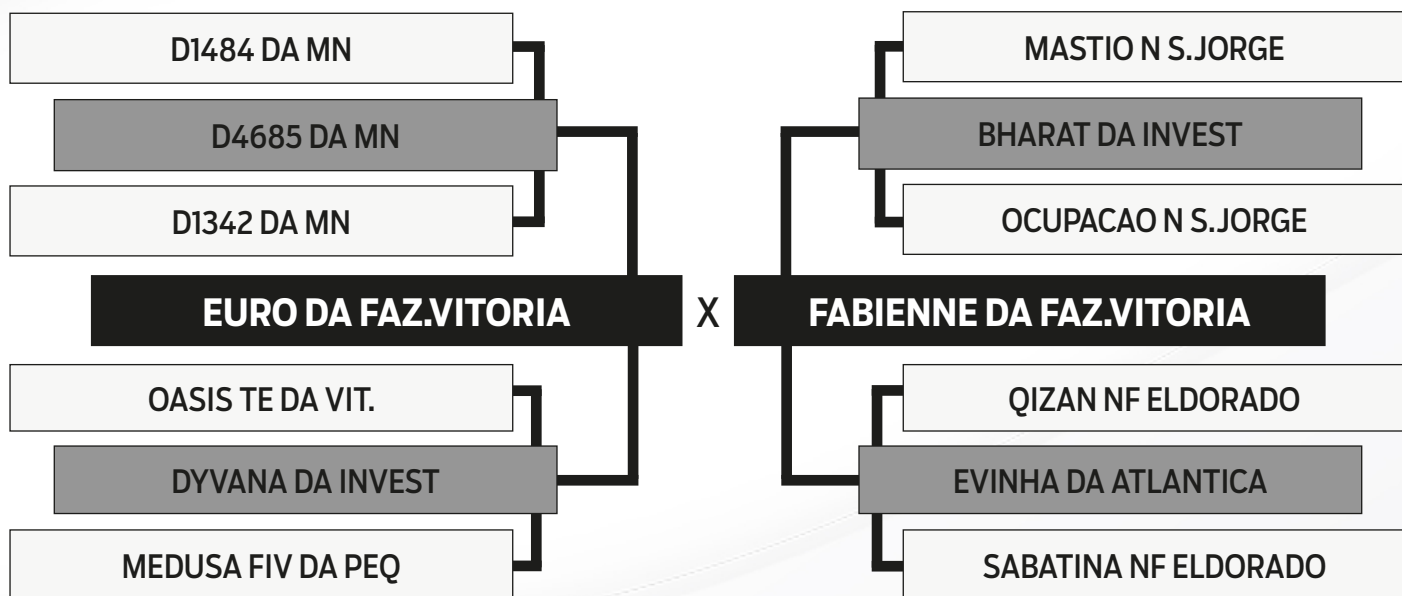 D1484 DA MN
D4685 DA MN
D1342 DA MN
EURO DA FAZ.VITORIA
OASIS TE DA VIT.
DYVANA DA INVEST
MEDUSA FIV DA PEQ
X
MASTIO N S.JORGE
BHARAT DA INVEST
OCUPACAO N S.JORGE
FABIENNE DA FAZ.VITORIA
QIZAN NF ELDORADO
EVINHA DA ATLANTICA
SABATINA NF ELDORADO